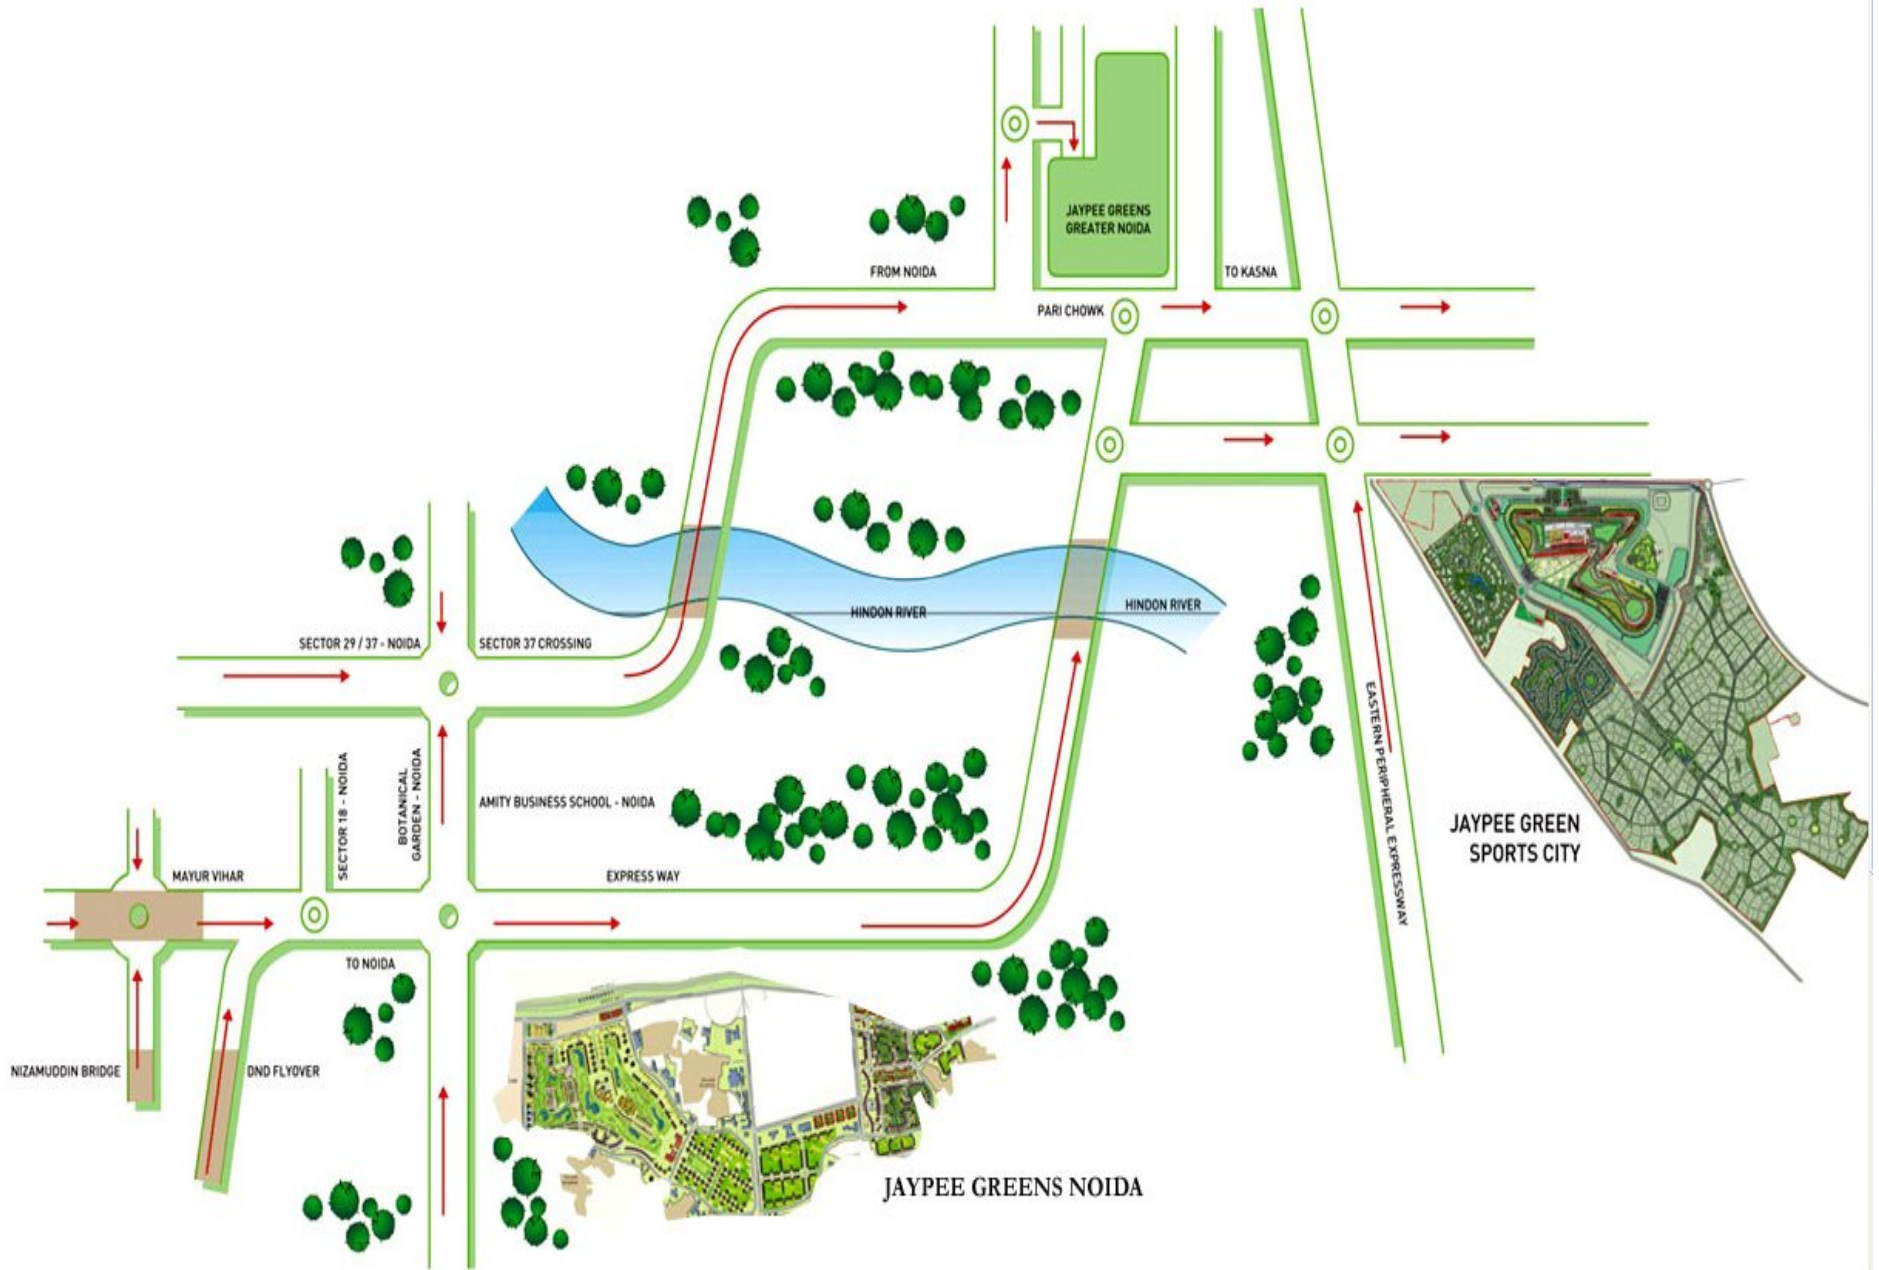 JAYPEE GREENS
GREATER NOIDA
FROM NOIDA
TO KASNA
PARI CHOWK
HINDON RIVER
HINDON RIVER
SECTOR 29 / 37 - NOIDA
SECTOR 37 CROSSING
SECTOR 18 - NOIDA
BOTANICAL
GARDEN - NOIDA
AMITY BUSINESS SCHOOL - NOIDA
EASTERN PERIPHERAL EXPRESSWAY
JAYPEE GREEN
SPORTS CITY
MAYUR VIHAR
EXPRESS WAY
TO NOIDA
NIZAMUDDIN BRIDGE
DND FLYOVER
JAYPEE GREENS NOIDA